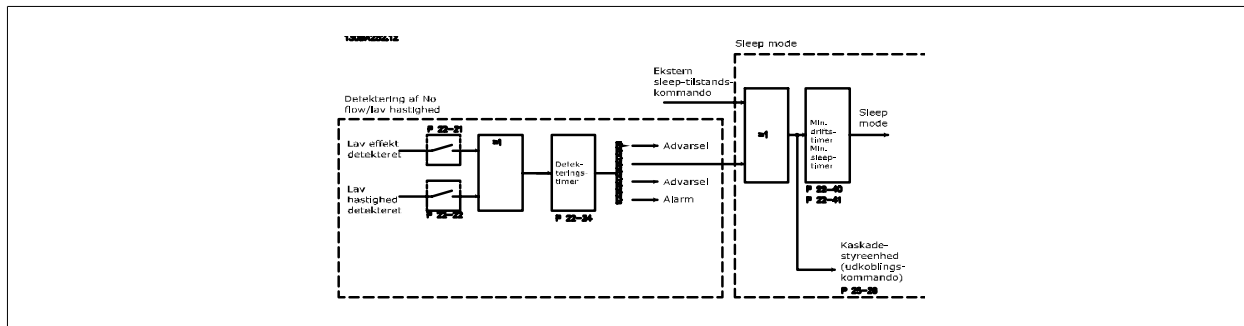 Sleep mode
Ekstern
sleep-tilstands-
kommando
Detektering af No
flow/lav hastighed
P 22-21
Lav effekt
detekteret
=1
Detek-
terings-
timer
Advarsel
Advarsel
Alarm
Lav
hastighed
detekteret
P 22-22
P 22-24
=1
Min.
drifts-
timer
Min.
sleep-
timer
Sleep
mode
P 22-40
P 22-41
Kaskade-
styreenhed
(udkoblings-
kommando)